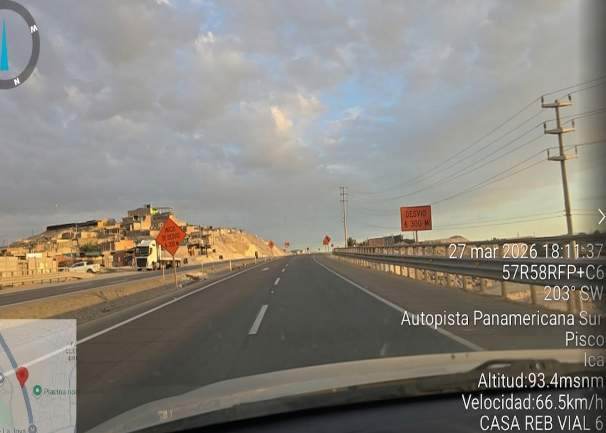 W
N
DESVIO
A 300 M
27 mar 2026 18:11:37
57R58RFP+C6
203° SW
Autopista Panamericana Sur
Pisco
Ica
Altitud:93.4msnm
Velocidad:66.5km/h
CASA REB VIAL 6